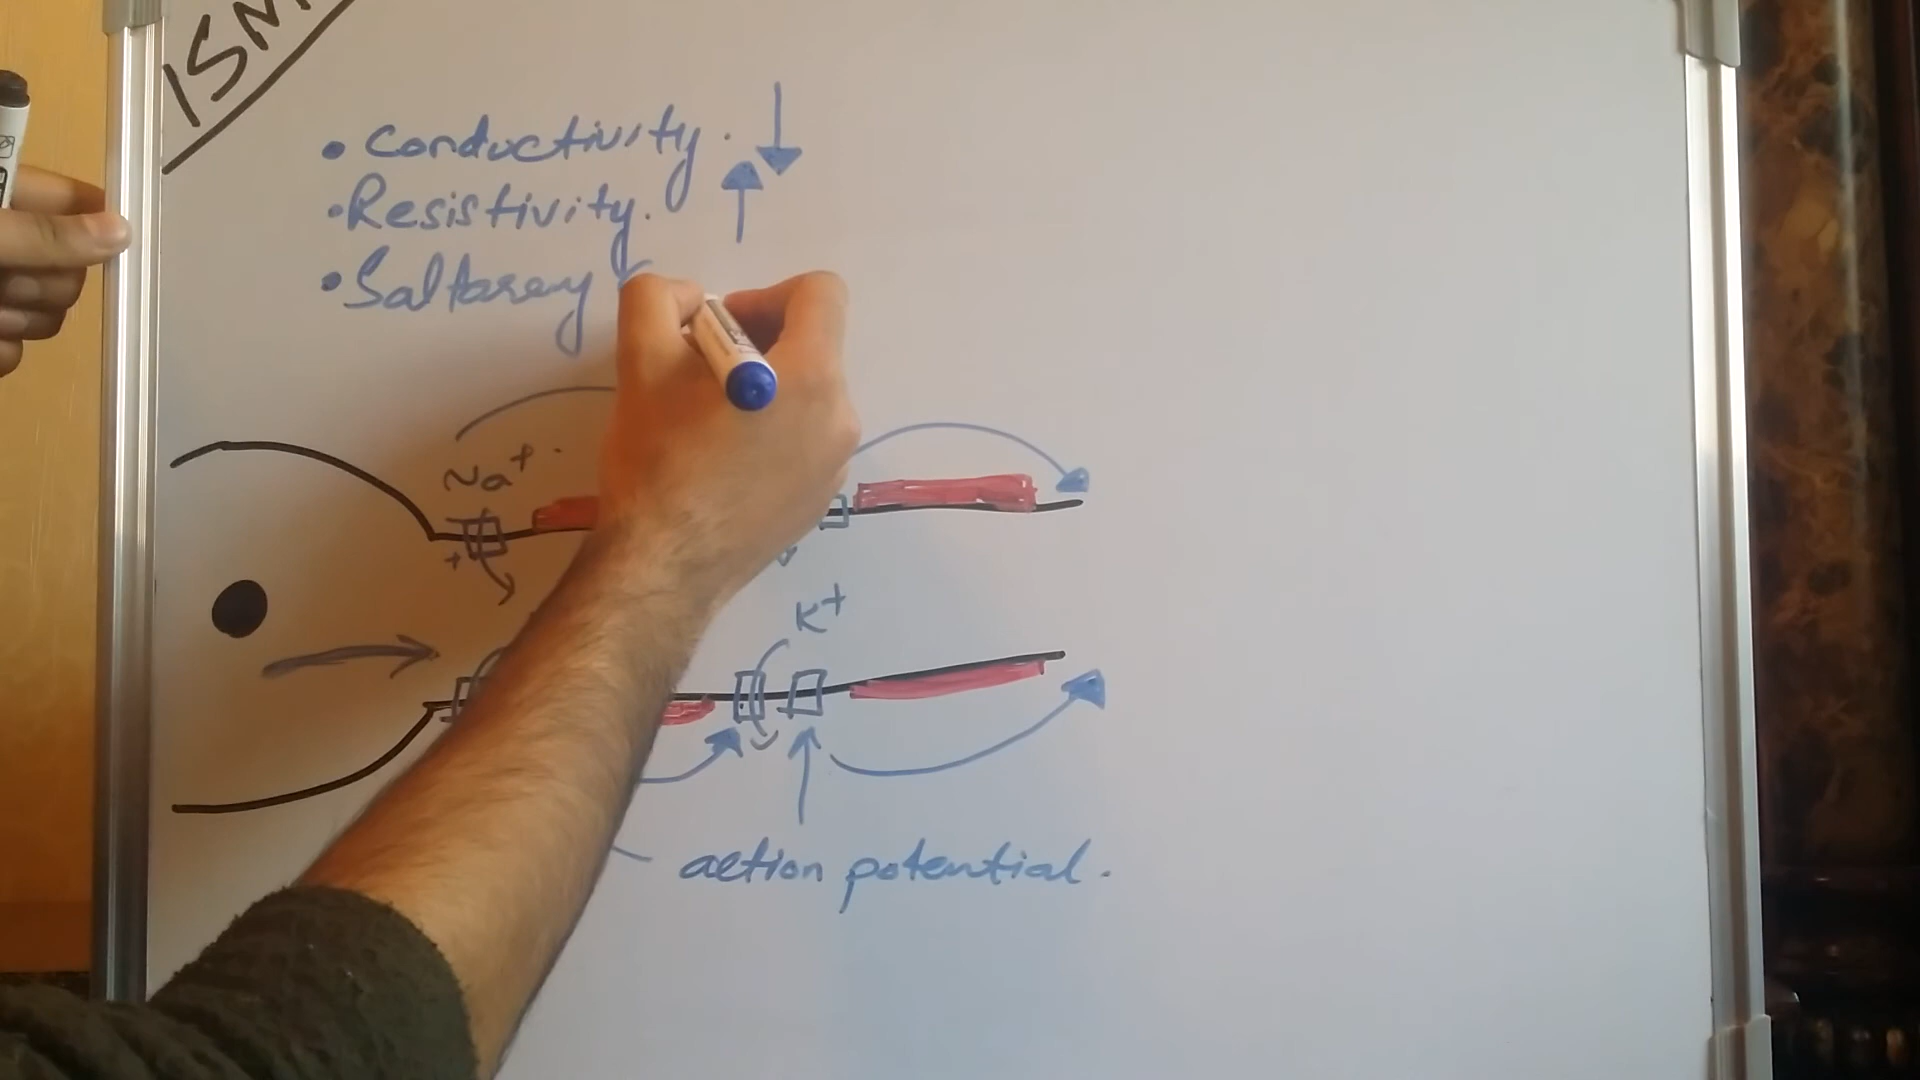 ISM
• Conductivity.
• Resistivity.
• Saltarey
Na+
K+
action potential.